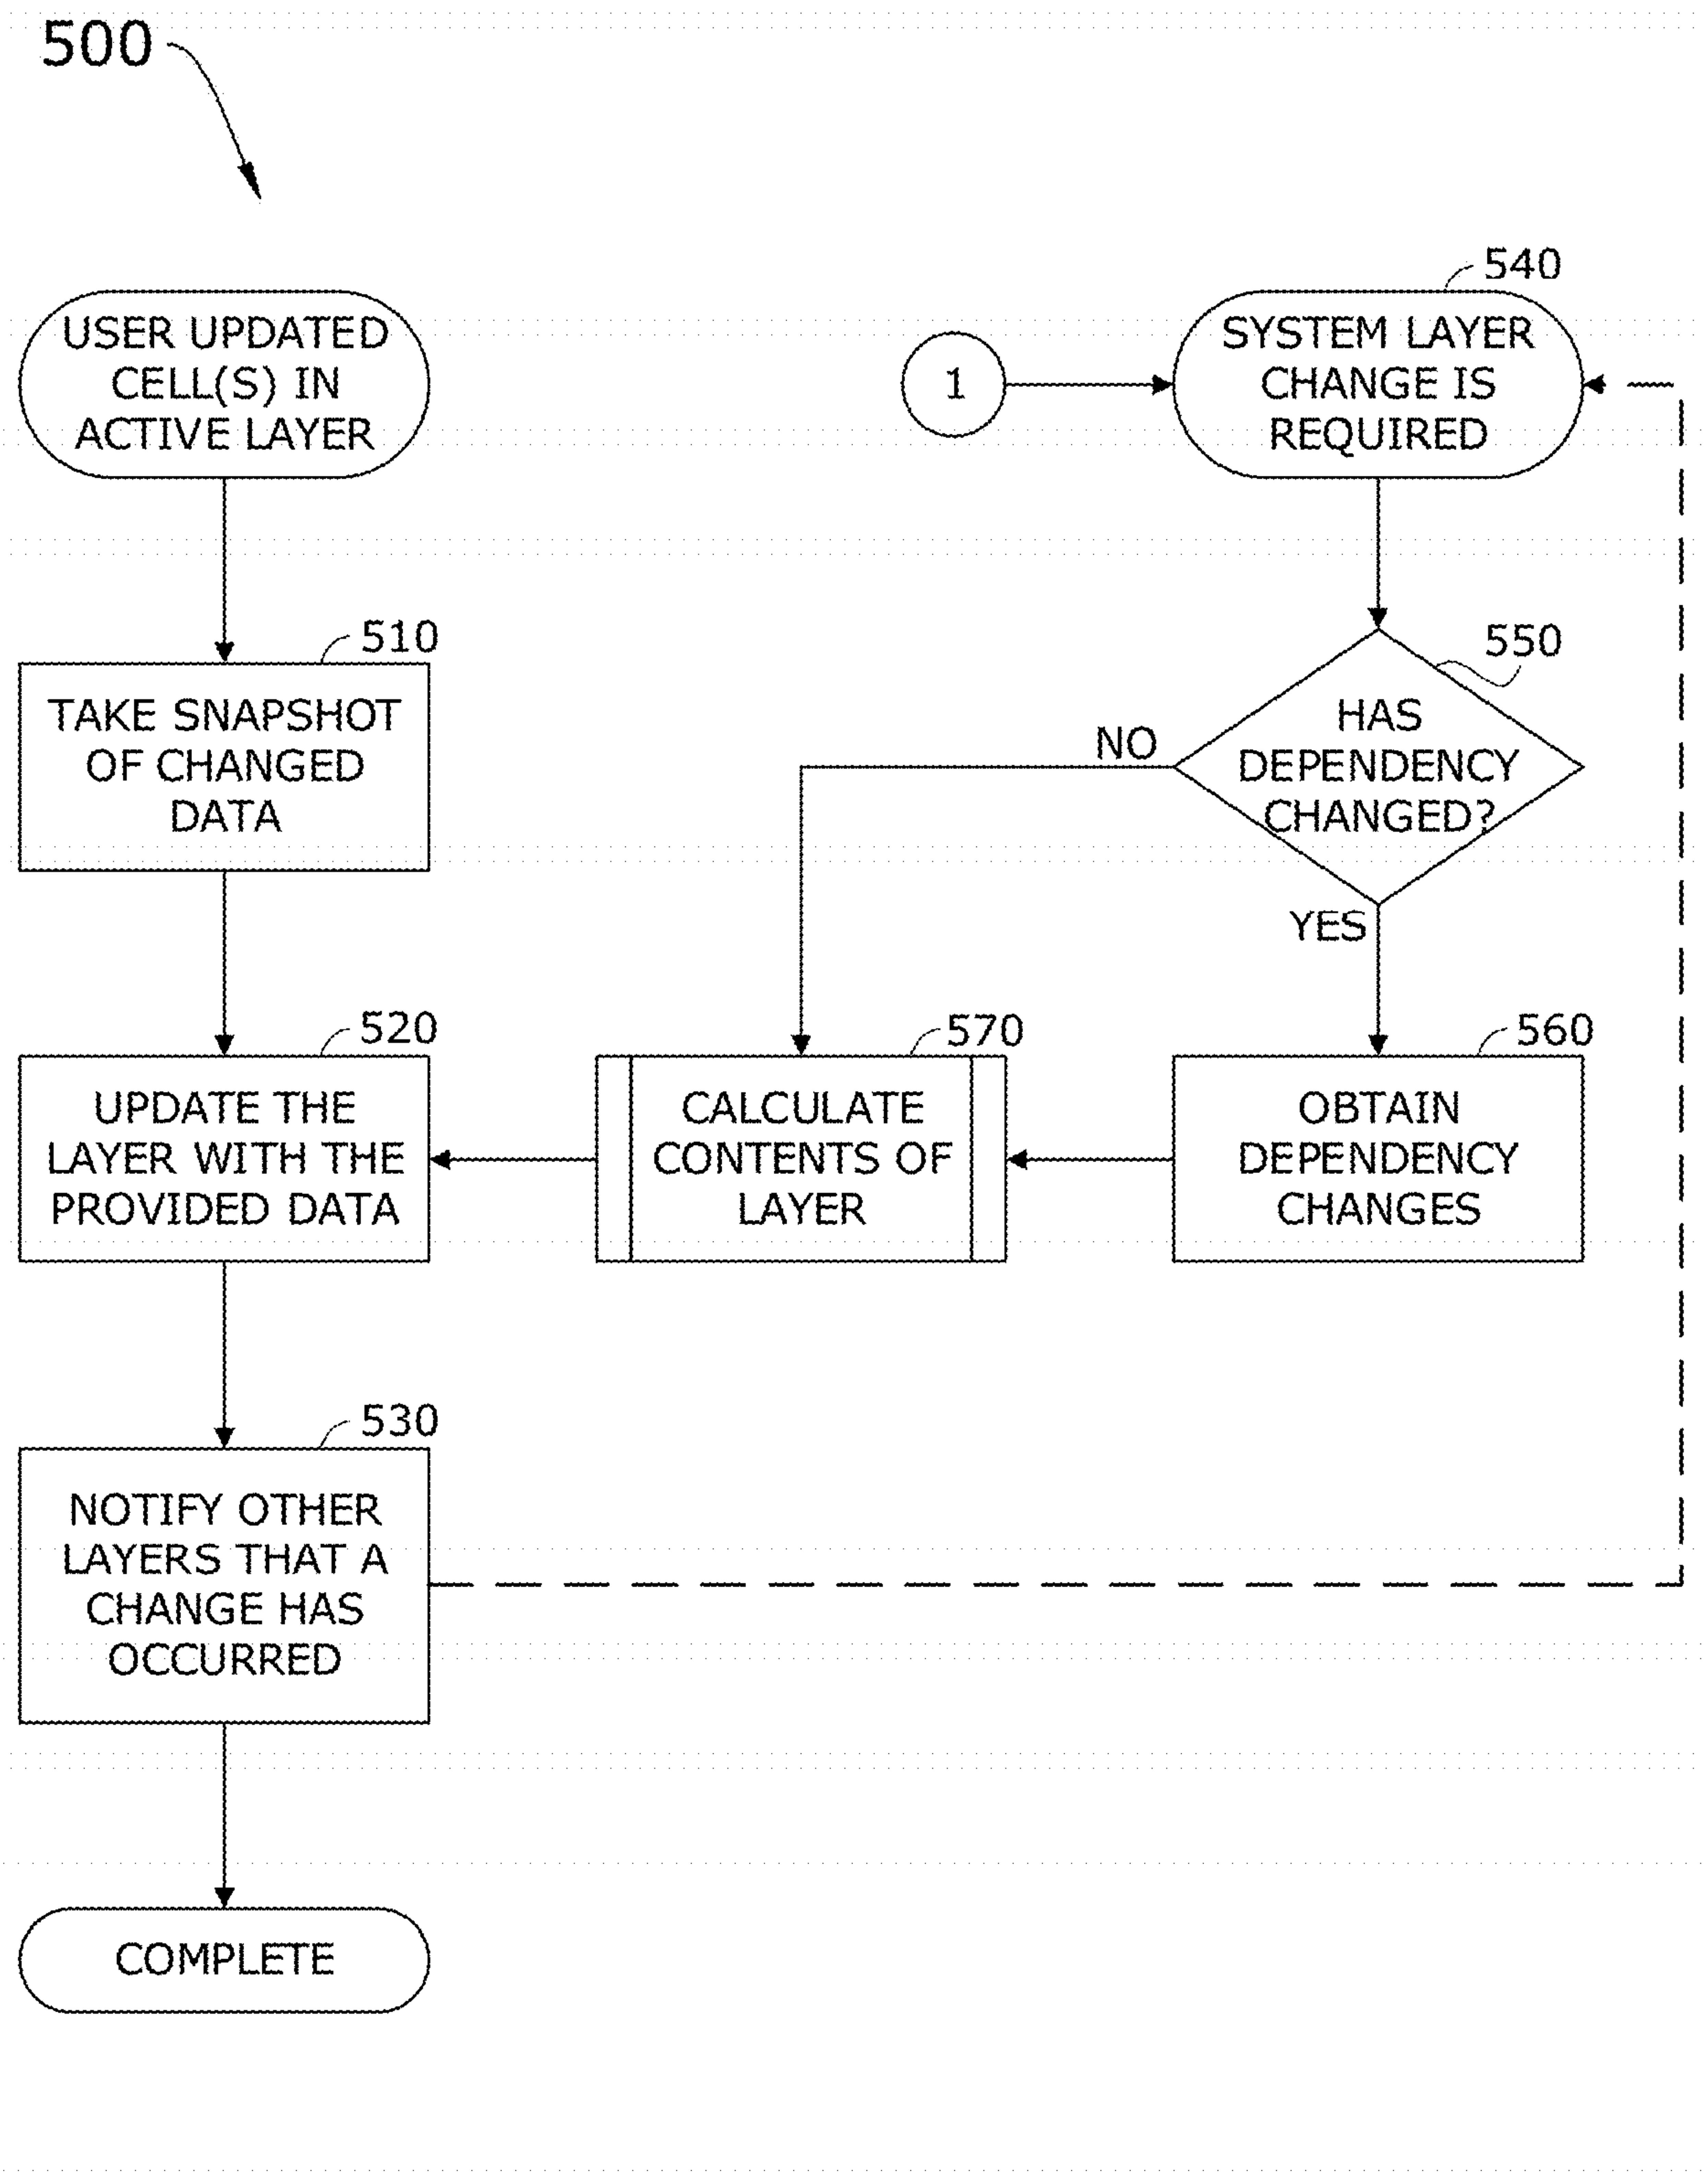 500
USER UPDATED
CELL(S) IN
ACTIVE LAYER
1
540
SYSTEM LAYER
CHANGE IS
REQUIRED
510
TAKE SNAPSHOT
OF CHANGED
DATA
550
HAS
DEPENDENCY
CHANGED?
NO
YES
520
UPDATE THE
LAYER WITH THE
PROVIDED DATA
570
CALCULATE
CONTENTS OF
LAYER
560
OBTAIN
DEPENDENCY
CHANGES
530
NOTIFY OTHER
LAYERS THAT A
CHANGE HAS
OCCURRED
COMPLETE